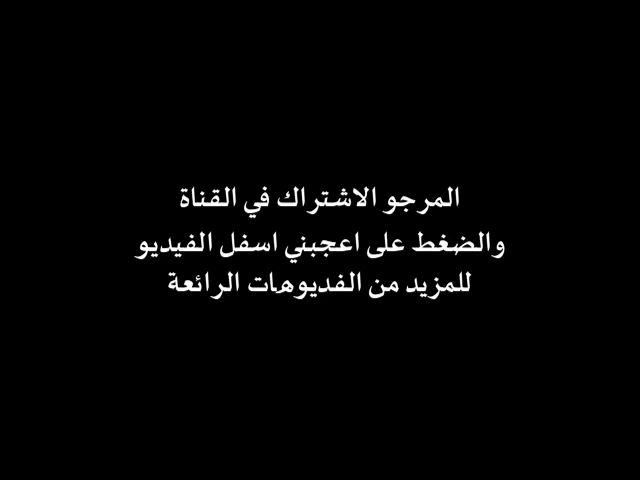 المرجو الاشتراك في القناة
والضغط على اعجبني اسفل الفيديو
للمزيد من الفديوهات الرائعة